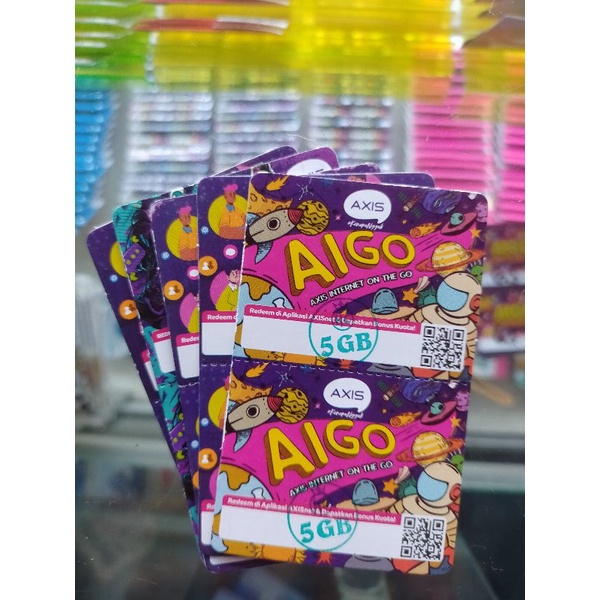 AXIS
AIGO
AXIS INTERNET ON THE GO
Redeem di Aplikasi AXISnet & Dapatkan Bonus Kuota!
5GB
AXIS
AIGO
AXIS INTERNET ON THE GO
Redeem di Aplikasi AXISnet & Dapatkan Bonus Kuota!
5GB